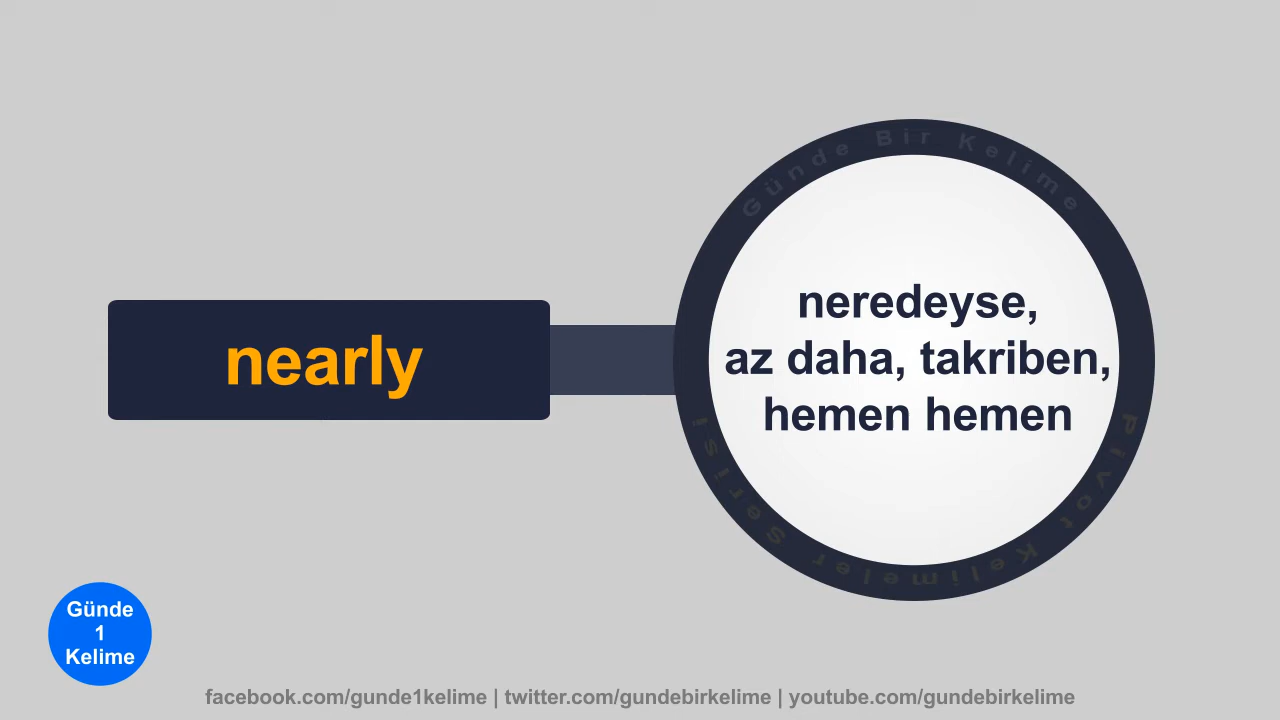 Günde Bir Kelime
nearly
neredeyse,
az daha, takriben,
hemen hemen
Pivot Kelimeler Serisi
Günde
1
Kelime
facebook.com/gunde1kelime | twitter.com/gundebirkelime | youtube.com/gundebirkelime